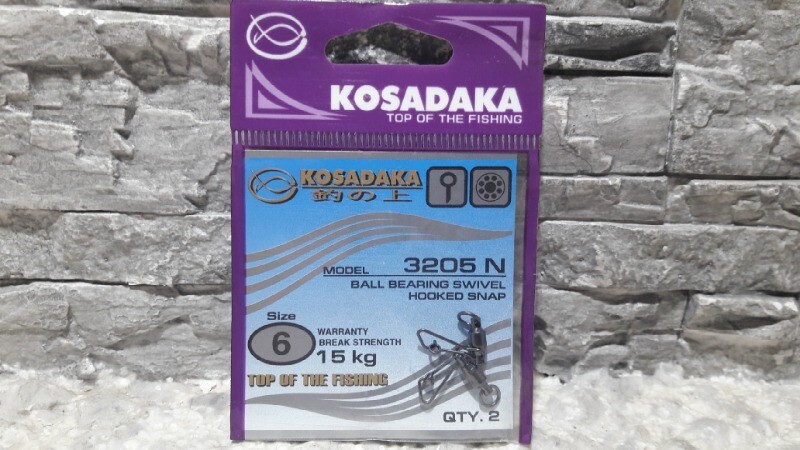 KOSADAKA
TOP OF THE FISHING
KOSADAKA
釣の上
MODEL 3205 N
BALL BEARING SWIVEL
HOOKED SNAP
Size
6
WARRANTY
BREAK STRENGTH
15 kg
TOP OF THE FISHING
QTY. 2